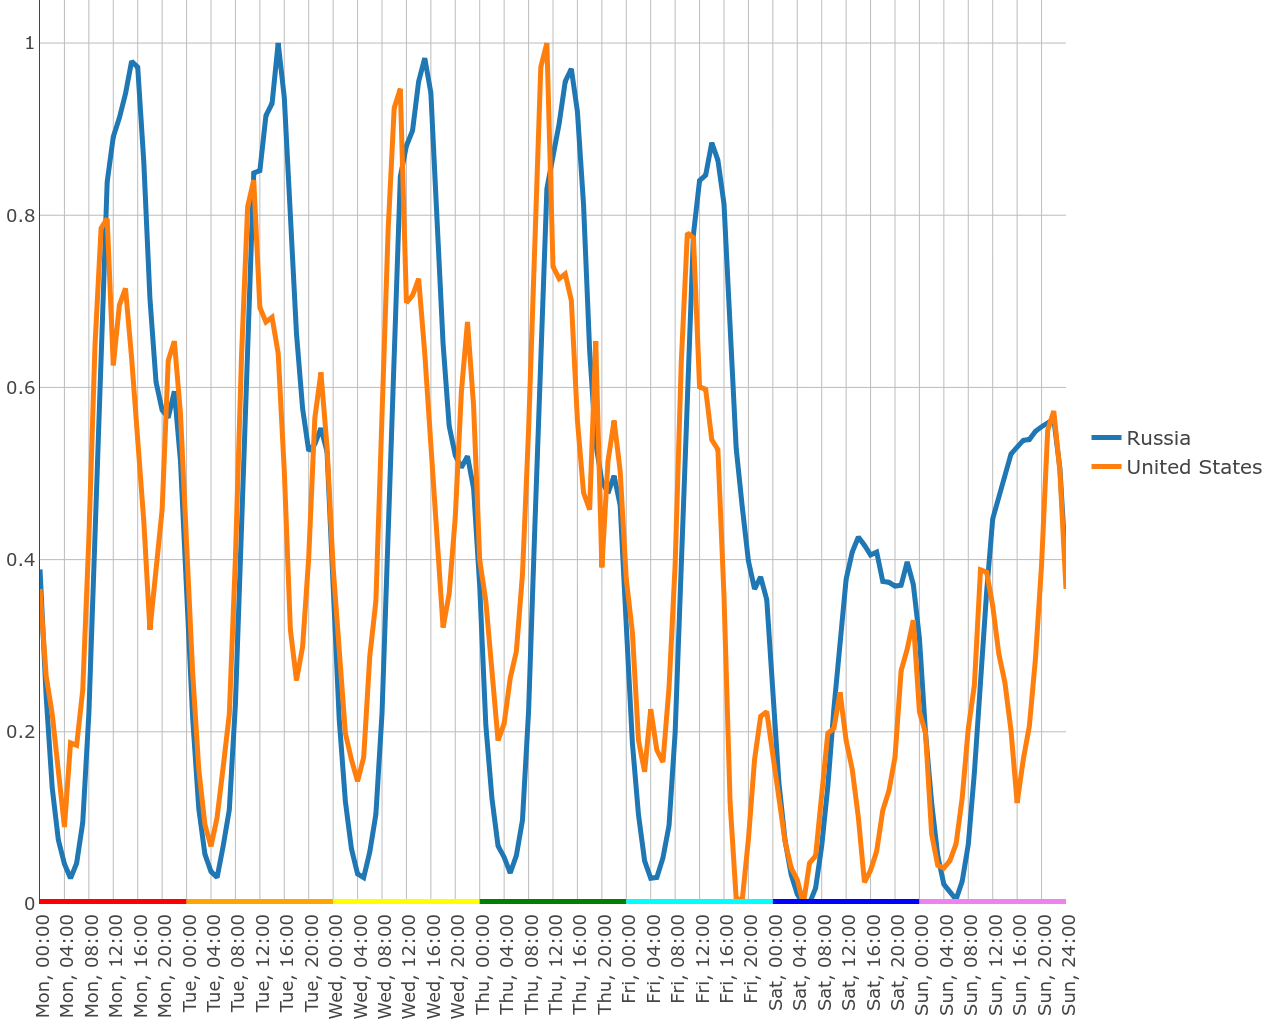 1
0.8
0.6
0.4
0.2
0
Russia
United States
Mon, 00:00
Mon, 04:00
Mon, 08:00
Mon, 12:00
Mon, 16:00
Mon, 20:00
Tue, 00:00
Tue, 04:00
Tue, 08:00
Tue, 12:00
Tue, 16:00
Tue, 20:00
Wed, 00:00
Wed, 04:00
Wed, 08:00
Wed, 12:00
Wed, 16:00
Wed, 20:00
Thu, 00:00
Thu, 04:00
Thu, 08:00
Thu, 12:00
Thu, 16:00
Thu, 20:00
Fri, 00:00
Fri, 04:00
Fri, 08:00
Fri, 12:00
Fri, 16:00
Fri, 20:00
Sat, 00:00
Sat, 04:00
Sat, 08:00
Sat, 12:00
Sat, 16:00
Sat, 20:00
Sun, 00:00
Sun, 04:00
Sun, 08:00
Sun, 12:00
Sun, 16:00
Sun, 20:00
Sun, 24:00